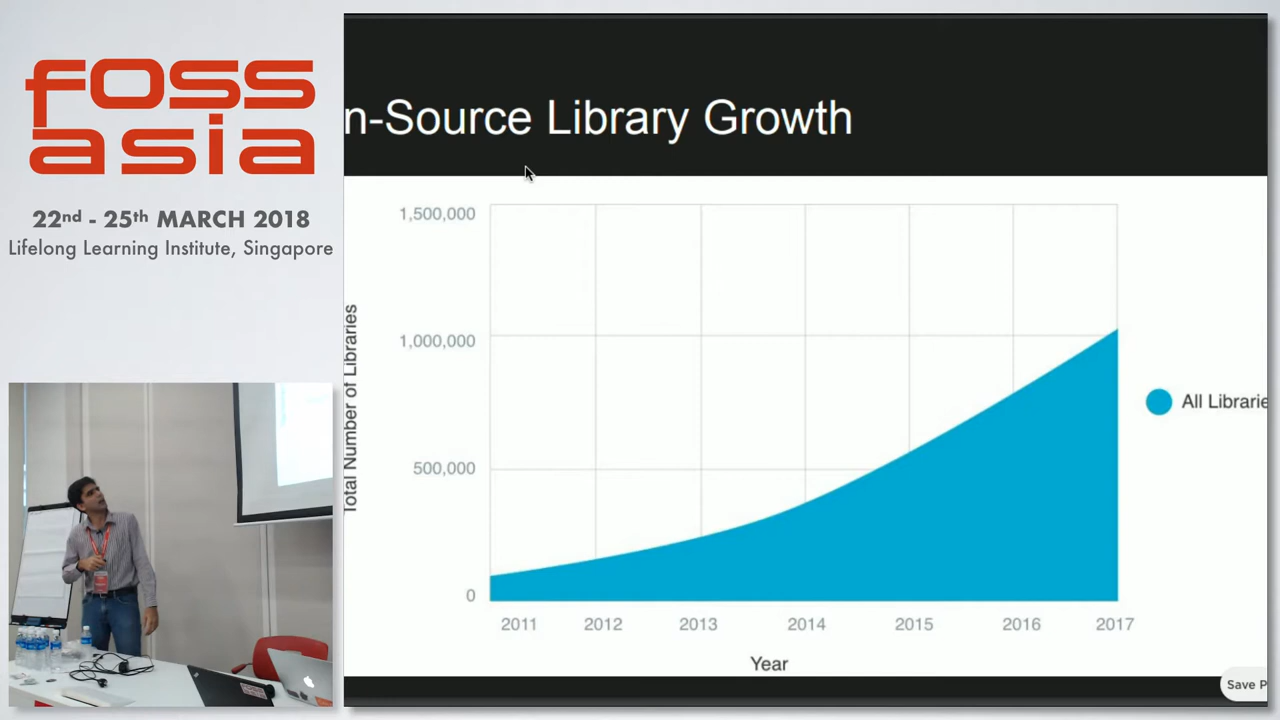 foss
asia
22nd - 25th MARCH 2018
Lifelong Learning Institute, Singapore
n-Source Library Growth
Total Number of Libraries
1,500,000
1,000,000
500,000
0
2011 2012 2013 2014 2015 2016 2017
Year
All Librarie
Save P